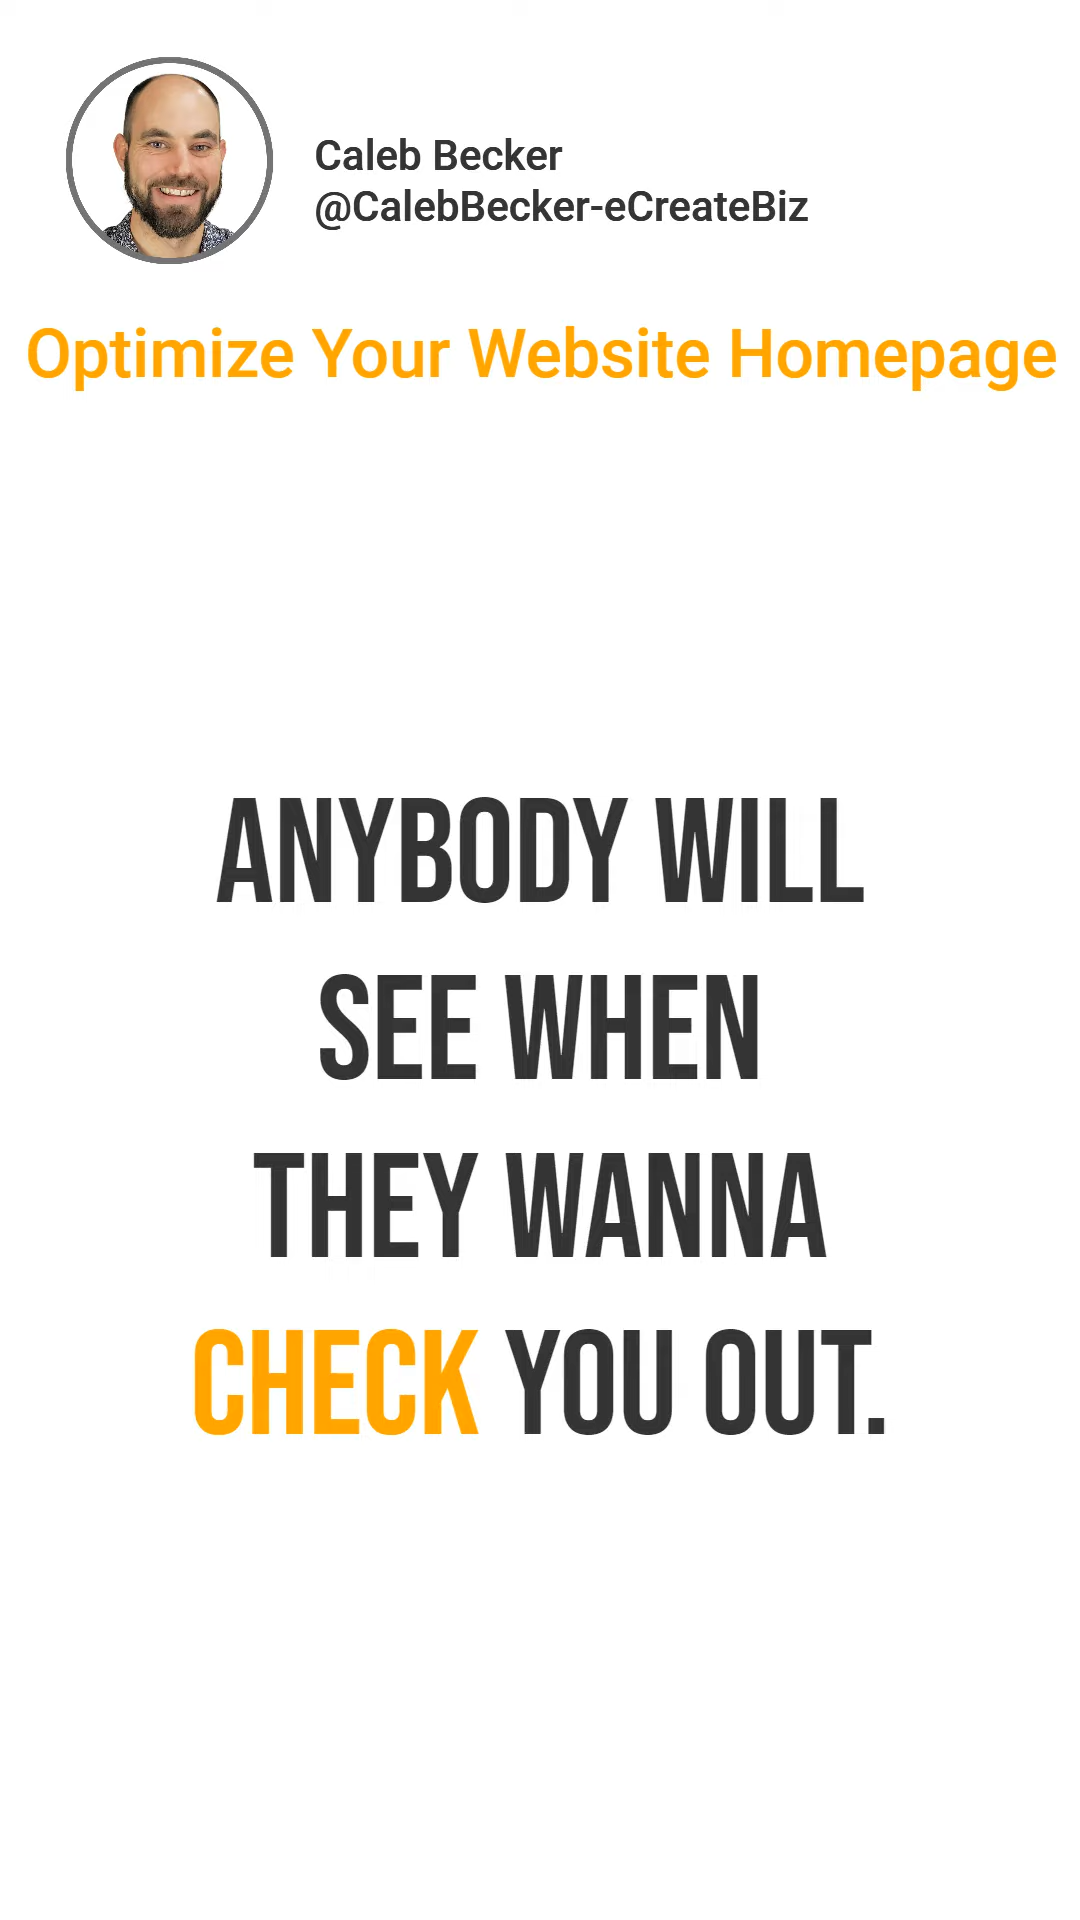 Caleb Becker
@CalebBecker-eCreateBiz
Optimize Your Website Homepage
ANYBODY WILL
SEE WHEN
THEY WANNA
CHECK YOU OUT.